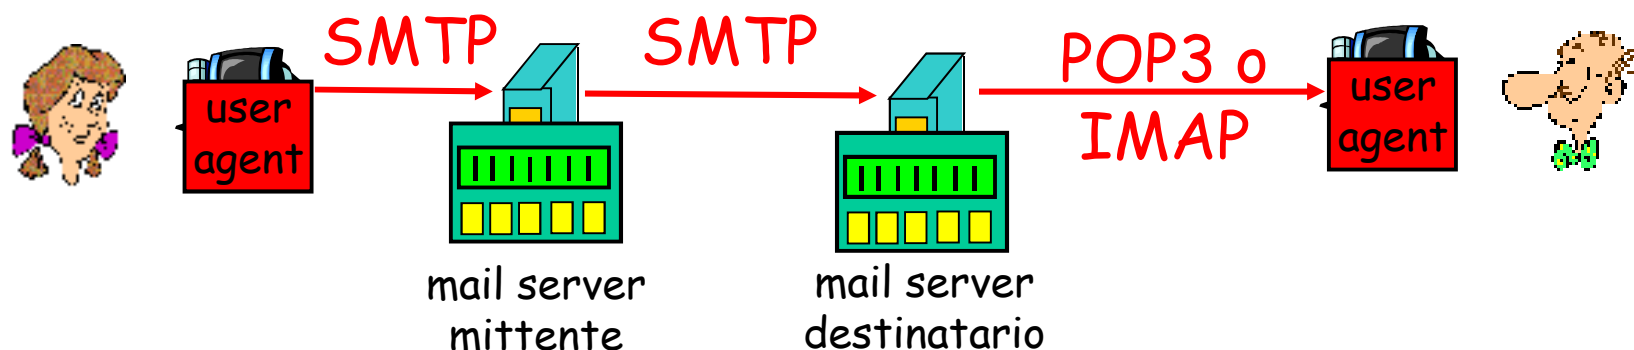 SMTP
SMTP
POP3 o
IMAP
user
agent
user
agent
mail server
mittente
mail server
destinatario